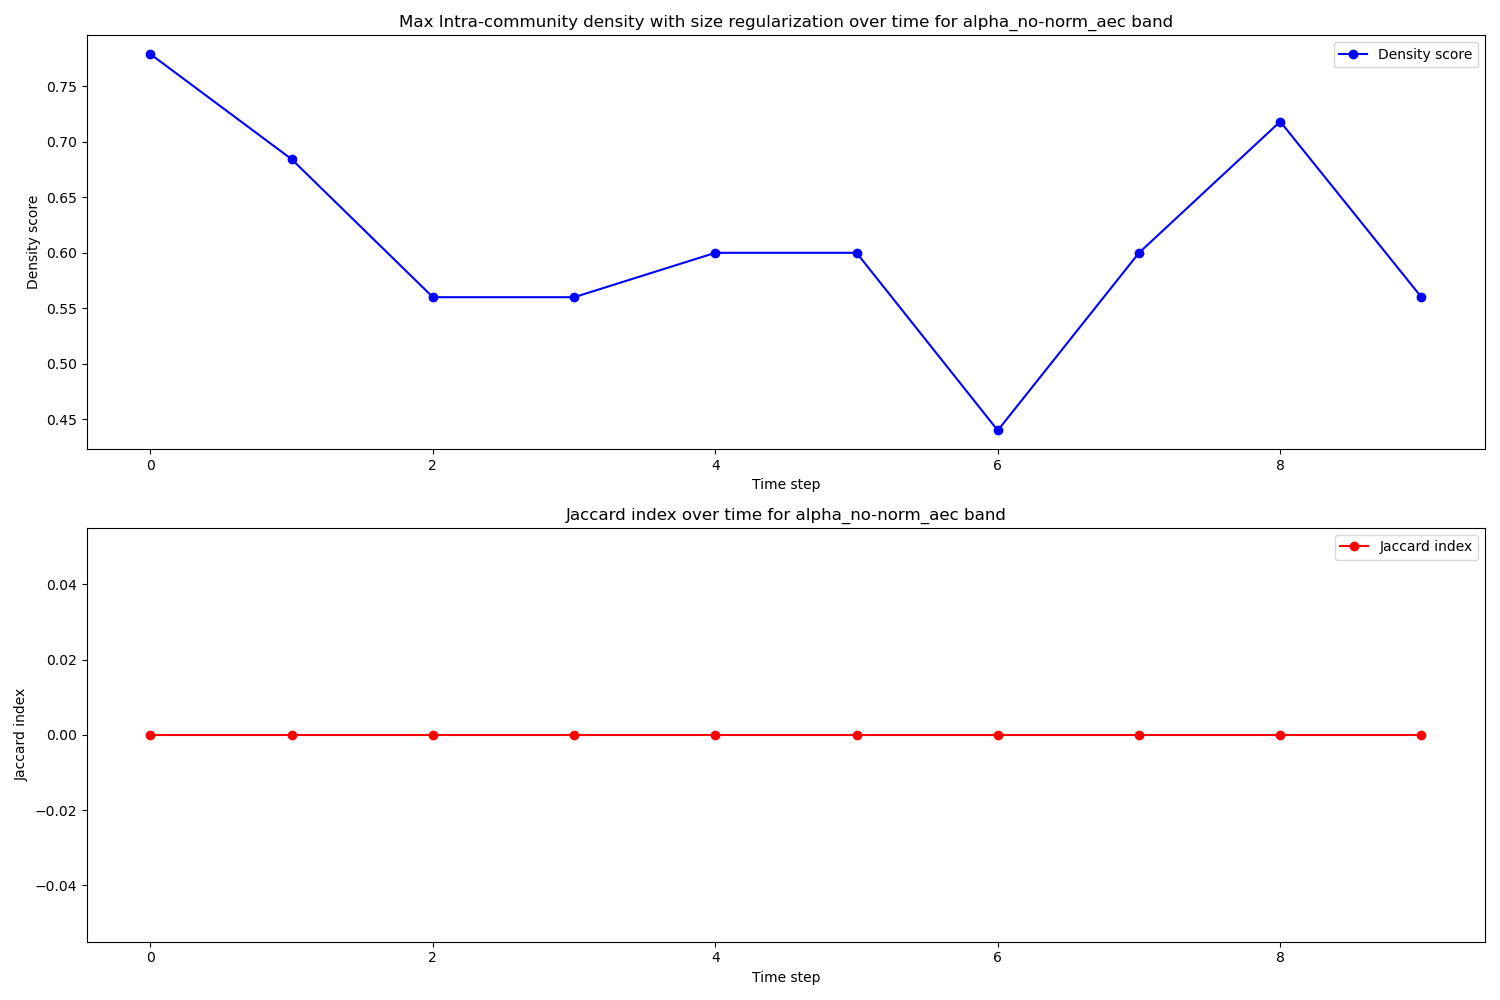 Max Intra-community density with size regularization over time for alpha_no-norm_aec band
Density score
0.75
0.70
0.65
0.60
0.55
0.50
0.45
Density score
0 2 4 6 8
Time step
Jaccard index over time for alpha_no-norm_aec band
Jaccard index
0.04
0.02
0.00
−0.02
−0.04
Jaccard index
0 2 4 6 8
Time step